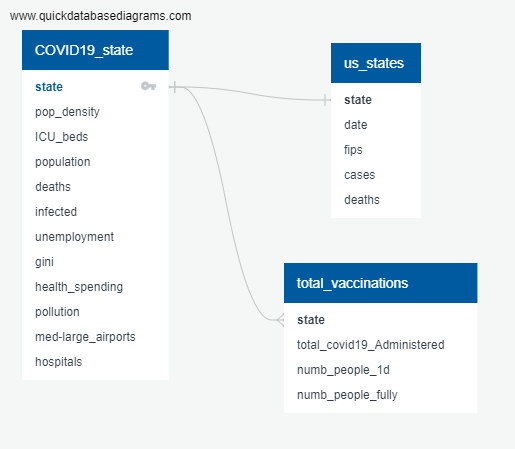 www.quickdatabasediagrams.com
COVID19_state
state
pop_density
ICU_beds
population
deaths
infected
unemployment
gini
health_spending
pollution
med-large_airports
hospitals
us_states
state
date
fips
cases
deaths
total_vaccinations
state
total_covid19_Administered
numb_people_1d
numb_people_fully